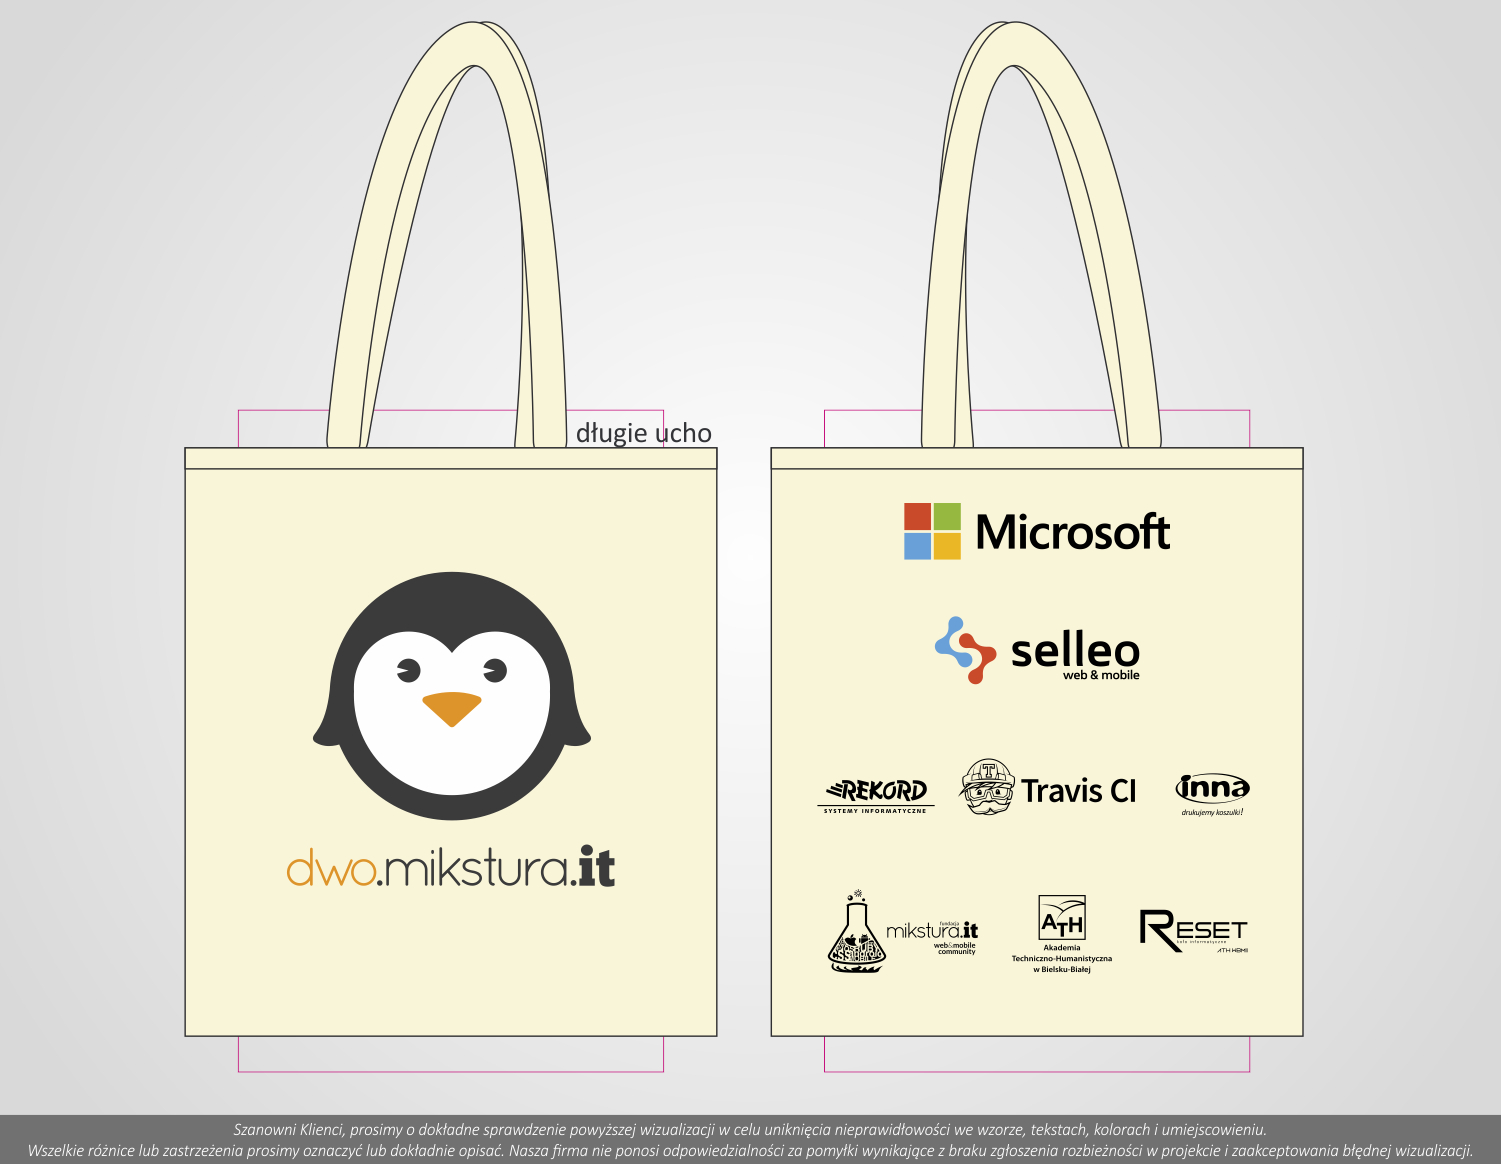 długie ucho
dwo.mikstura.it
Microsoft
selleo
web & mobile
REKORD
SYSTEMY INFORMATYCZNE
T
Travis CI
inna
drukujemy koszulki!
fundacja
mikstura.it
web&mobile
community
ATH
Akademia
Techniczno-Humanistyczna
w Bielsku-Białej
RESET
koło informatyczne
ATH
Szanowni Klienci, prosimy o dokładne sprawdzenie powyższej wizualizacji w celu uniknięcia nieprawidłowości we wzorze, tekstach, kolorach i umiejscowieniu.
Wszelkie różnice lub zastrzeżenia prosimy oznaczyć lub dokładnie opisać. Nasza firma nie ponosi odpowiedzialności za pomyłki wynikające z braku zgłoszenia rozbieżności w projekcie i zaakceptowania błędnej wizualizacji.